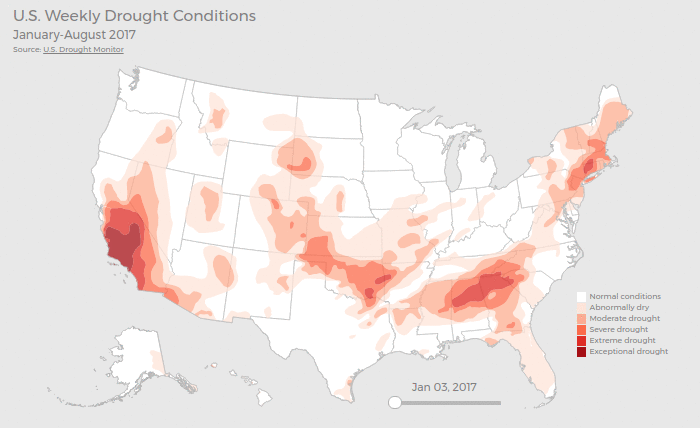 U.S. Weekly Drought Conditions
January-August 2017
Source: U.S. Drought Monitor
Normal conditions
Abnormally dry
Moderate drought
Severe drought
Extreme drought
Exceptional drought
Jan 03, 2017